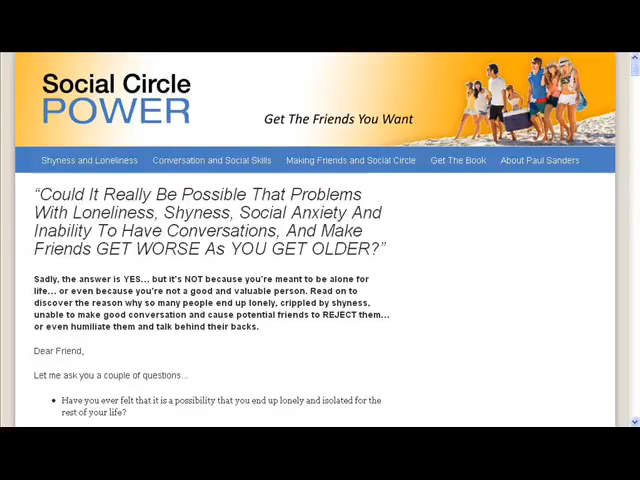 Social Circle
POWER
Get The Friends You Want
Shyness and Loneliness Conversation and Social Skills Making Friends and Social Circle Get The Book About Paul Sanders
“Could It Really Be Possible That Problems
With Loneliness, Shyness, Social Anxiety And
Inability To Have Conversations, And Make
Friends GET WORSE As YOU GET OLDER?”
Sadly, the answer is YES... but it's NOT because you're meant to be alone for
life... or even because you're not a good and valuable person. Read on to
discover the reason why so many people end up lonely, crippled by shyness,
unable to make good conversation and cause potential friends to REJECT them...
or even humiliate them and talk behind their backs.
Dear Friend,
Let me ask you a couple of questions...
• Have you ever felt that it is a possibility that you end up lonely and isolated for the
rest of your life?